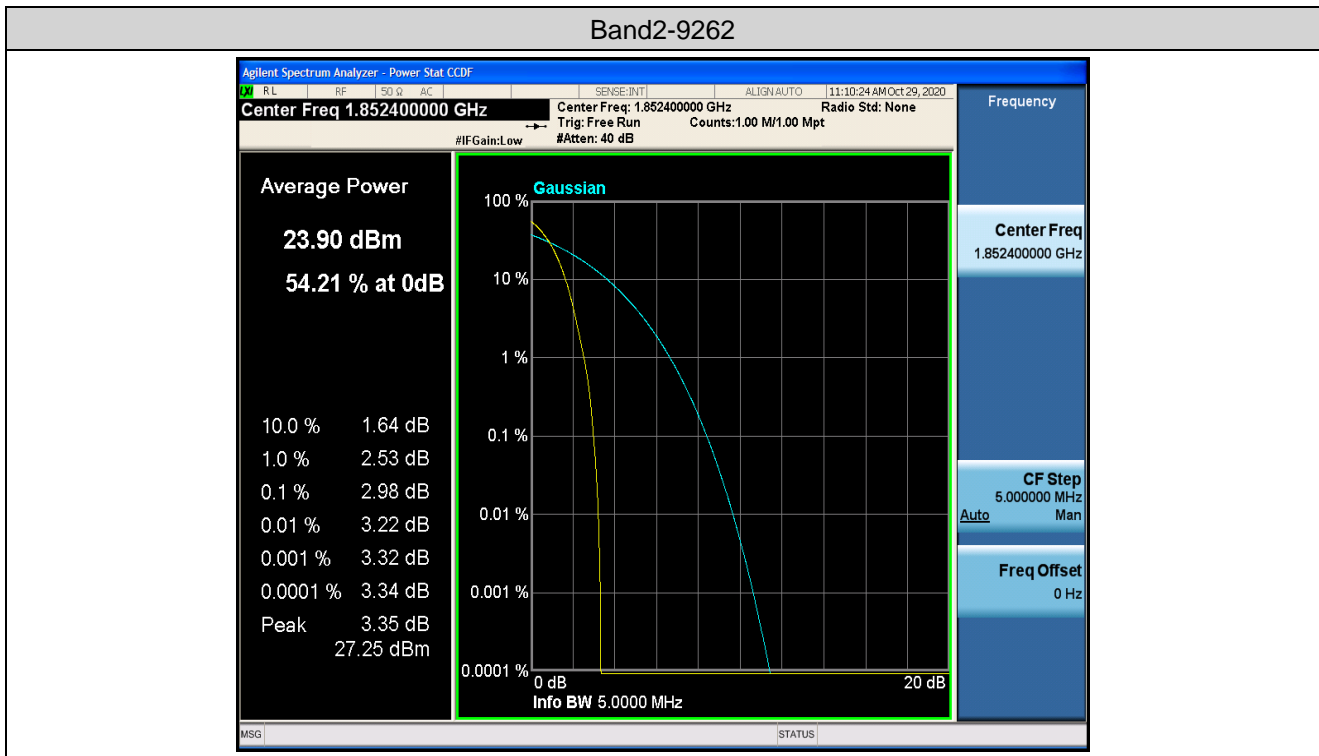 Band2-9262
Agilent Spectrum Analyzer - Power Stat CCDF
LXI RL RF 50 Ω AC SENSE:INT ALIGN AUTO 11:10:24 AM Oct 29, 2020
Center Freq 1.852400000 GHz
Center Freq: 1.852400000 GHz Radio Std: None
Trig: Free Run Counts:1.00 M/1.00 Mpt
#IFGain:Low #Atten: 40 dB
Frequency
Average Power
23.90 dBm
54.21 % at 0dB
10.0 % 1.64 dB
1.0 % 2.53 dB
0.1 % 2.98 dB
0.01 % 3.22 dB
0.001 % 3.32 dB
0.0001 % 3.34 dB
Peak 3.35 dB
27.25 dBm
Gaussian
100 %
10 %
1 %
0.1 %
0.01 %
0.001 %
0.0001 %
0 dB 20 dB
Info BW 5.0000 MHz
Center Freq
1.852400000 GHz
CF Step
5.000000 MHz
Auto Man
Freq Offset
0 Hz
MSG STATUS